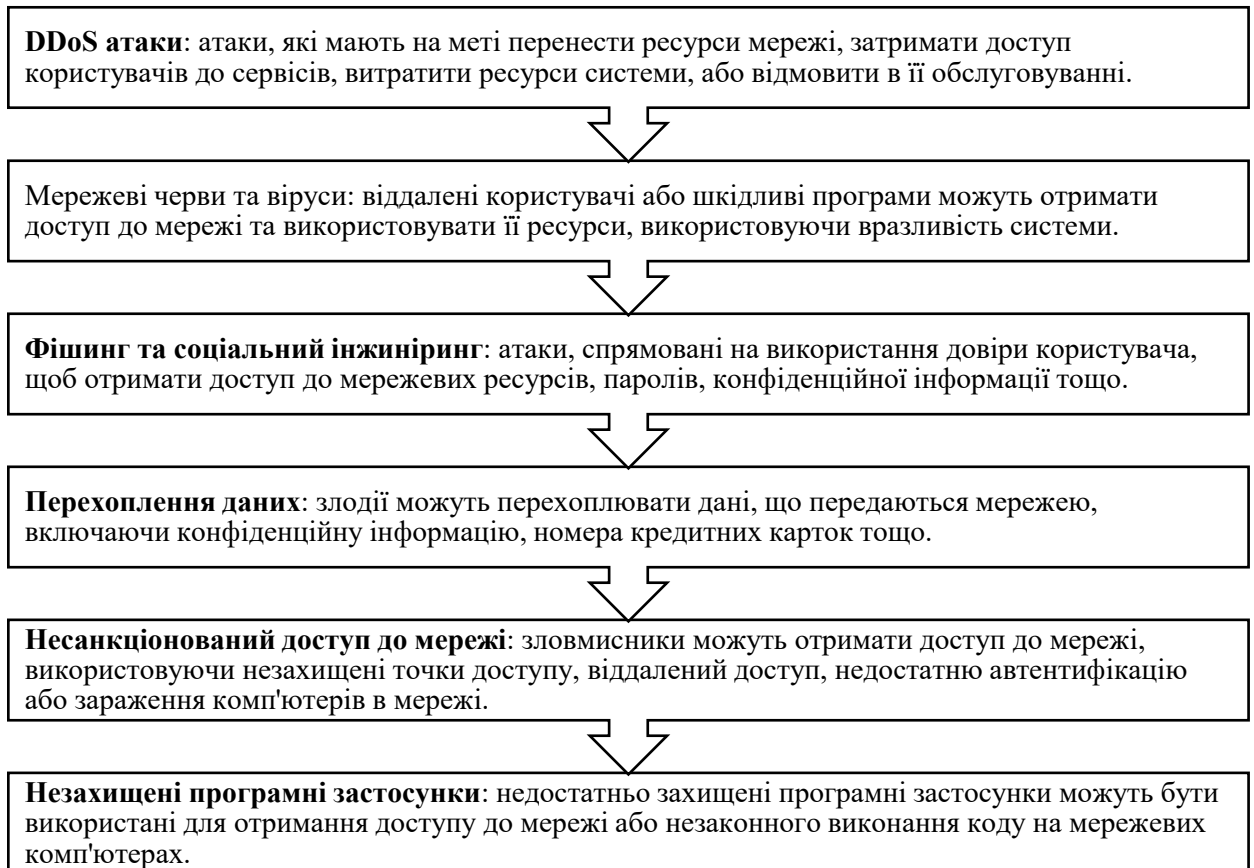 DDoS атаки: атаки, які мають на меті перенести ресурси мережі, затримати доступ
користувачів до сервісів, витратити ресурси системи, або відмовити в її обслуговуванні.
Мережеві черви та віруси: віддалені користувачі або шкідливі програми можуть отримати
доступ до мережі та використовувати її ресурси, використовуючи вразливість системи.
Фішинг та соціальний інжиніринг: атаки, спрямовані на використання довіри користувача,
щоб отримати доступ до мережевих ресурсів, паролів, конфіденційної інформації тощо.
Перехоплення даних: злодії можуть перехоплювати дані, що передаються мережею,
включаючи конфіденційну інформацію, номера кредитних карток тощо.
Несанкціонований доступ до мережі: зловмисники можуть отримати доступ до мережі,
використовуючи незахищені точки доступу, віддалений доступ, недостатню автентифікацію
або зараження комп'ютерів в мережі.
Незахищені програмні застосунки: недостатньо захищені програмні застосунки можуть бути
використані для отримання доступу до мережі або незаконного виконання коду на мережевих
комп'ютерах.